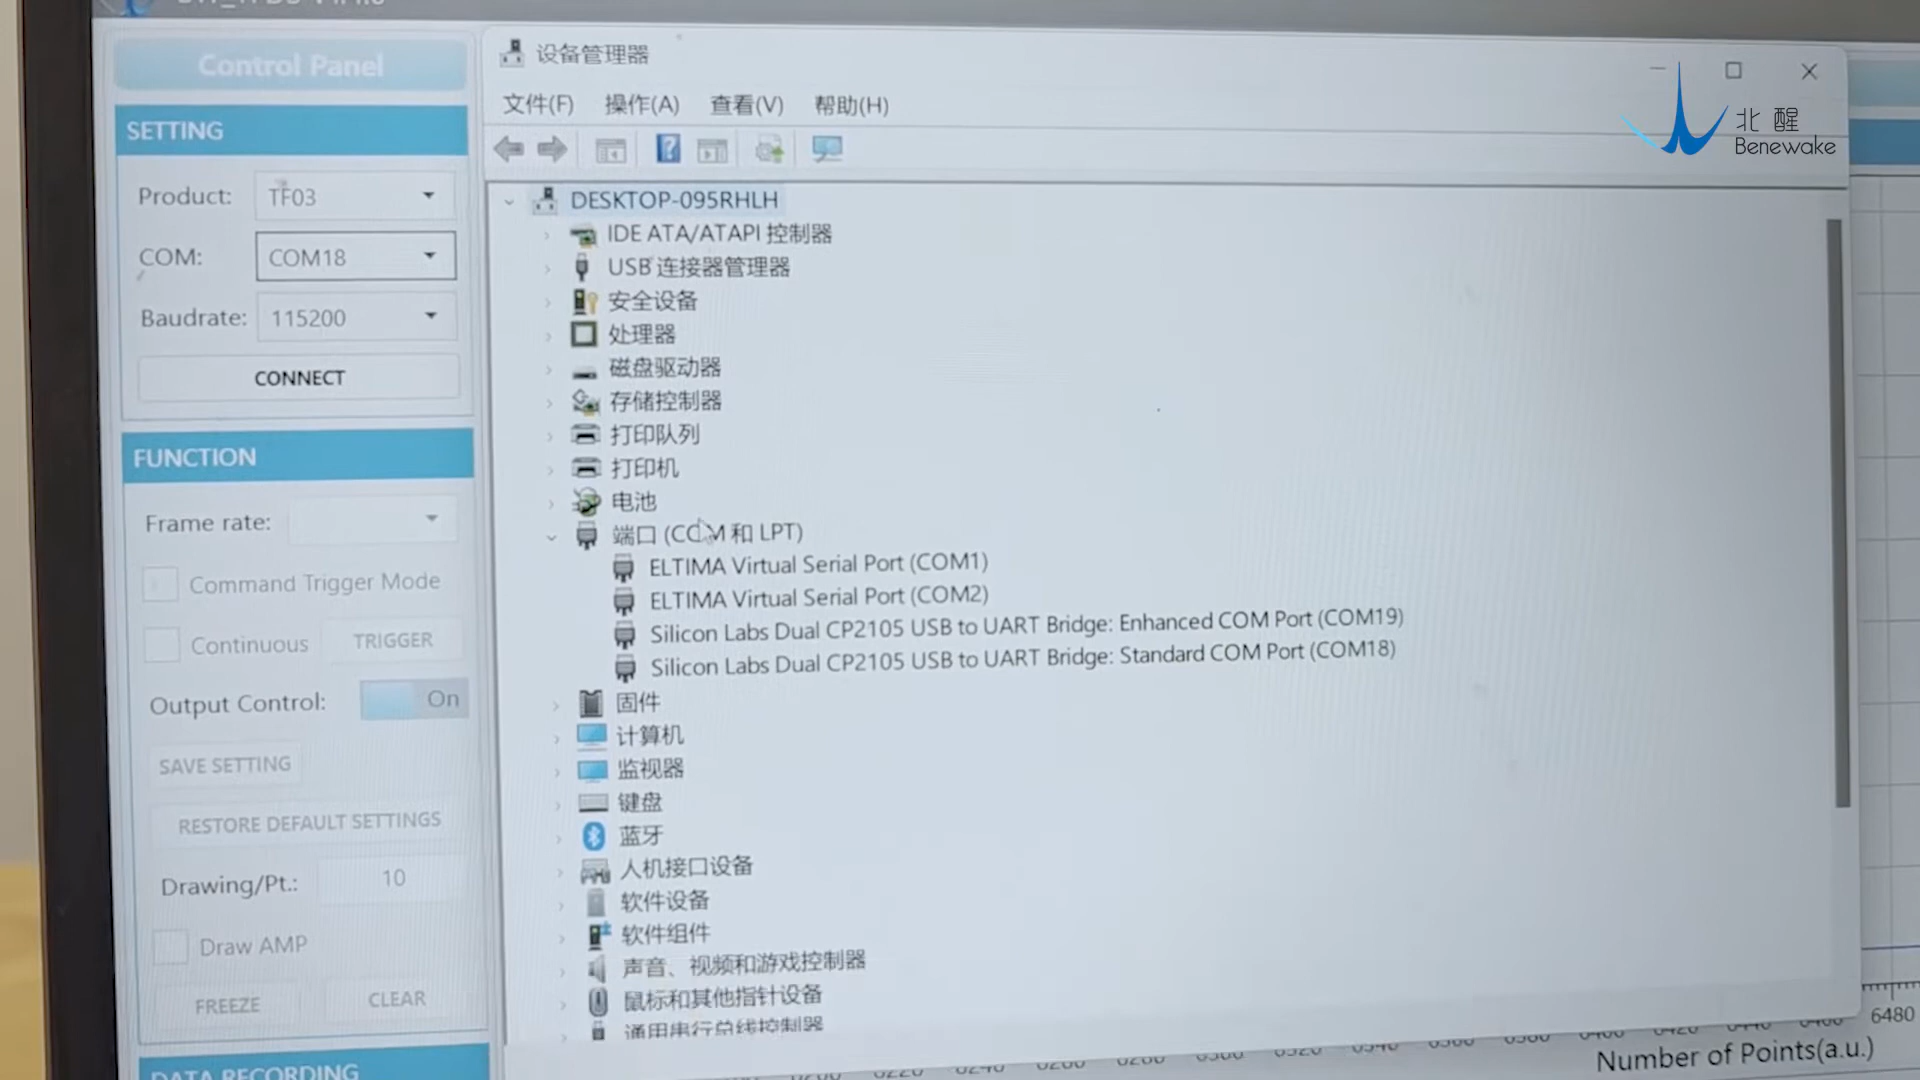 Control Panel
SETTING
Product: TF03
COM: COM18
Baudrate: 115200
CONNECT
FUNCTION
Frame rate:
Command Trigger Mode
Continuous TRIGGER
Output Control: On
SAVE SETTING
RESTORE DEFAULT SETTINGS
Drawing/Pt.: 10
Draw AMP
FREEZE CLEAR
DATA RECORDING
设备管理器
文件(F) 操作(A) 查看(V) 帮助(H)
DESKTOP-095RHLH
IDE ATA/ATAPI 控制器
USB 连接器管理器
安全设备
处理器
磁盘驱动器
存储控制器
打印队列
打印机
电池
端口 (COM 和 LPT)
ELTIMA Virtual Serial Port (COM1)
ELTIMA Virtual Serial Port (COM2)
Silicon Labs Dual CP2105 USB to UART Bridge: Enhanced COM Port (COM19)
Silicon Labs Dual CP2105 USB to UART Bridge: Standard COM Port (COM18)
固件
计算机
监视器
键盘
蓝牙
人机接口设备
软件设备
软件组件
声音、视频和游戏控制器
鼠标和其他指针设备
通用串行总线控制器
北醒
Benewake
6480
Number of Points(a.u.)